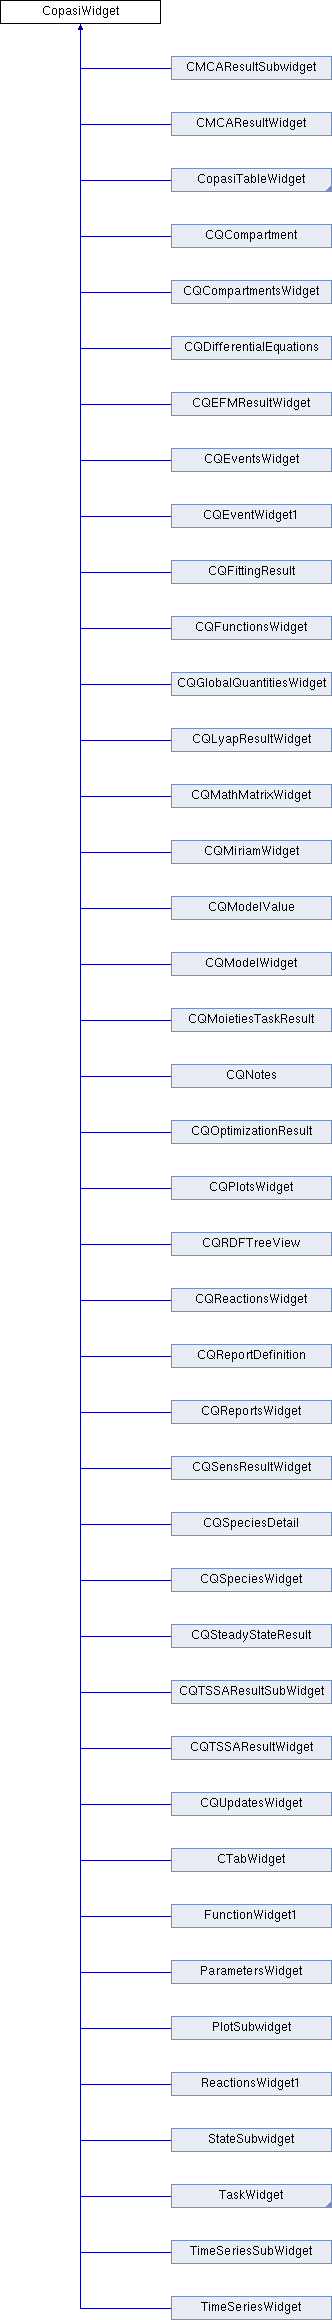 CopasiWidget
CMCAResultSubwidget
CMCAResultWidget
CopasiTableWidget
CQCompartment
CQCompartmentsWidget
CQDifferentialEquations
CQEFMResultWidget
CQEventsWidget
CQEventWidget1
CQFittingResult
CQFunctionsWidget
CQGlobalQuantitiesWidget
CQLyapResultWidget
CQMathMatrixWidget
CQMiriamWidget
CQModelValue
CQModelWidget
CQMoietiesTaskResult
CQNotes
CQOptimizationResult
CQPlotsWidget
CQRDFTreeView
CQReactionsWidget
CQReportDefinition
CQReportsWidget
CQSensResultWidget
CQSpeciesDetail
CQSpeciesWidget
CQSteadyStateResult
CQTSSAResultSubWidget
CQTSSAResultWidget
CQUpdatesWidget
CTabWidget
FunctionWidget1
ParametersWidget
PlotSubwidget
ReactionsWidget1
StateSubwidget
TaskWidget
TimeSeriesSubWidget
TimeSeriesWidget